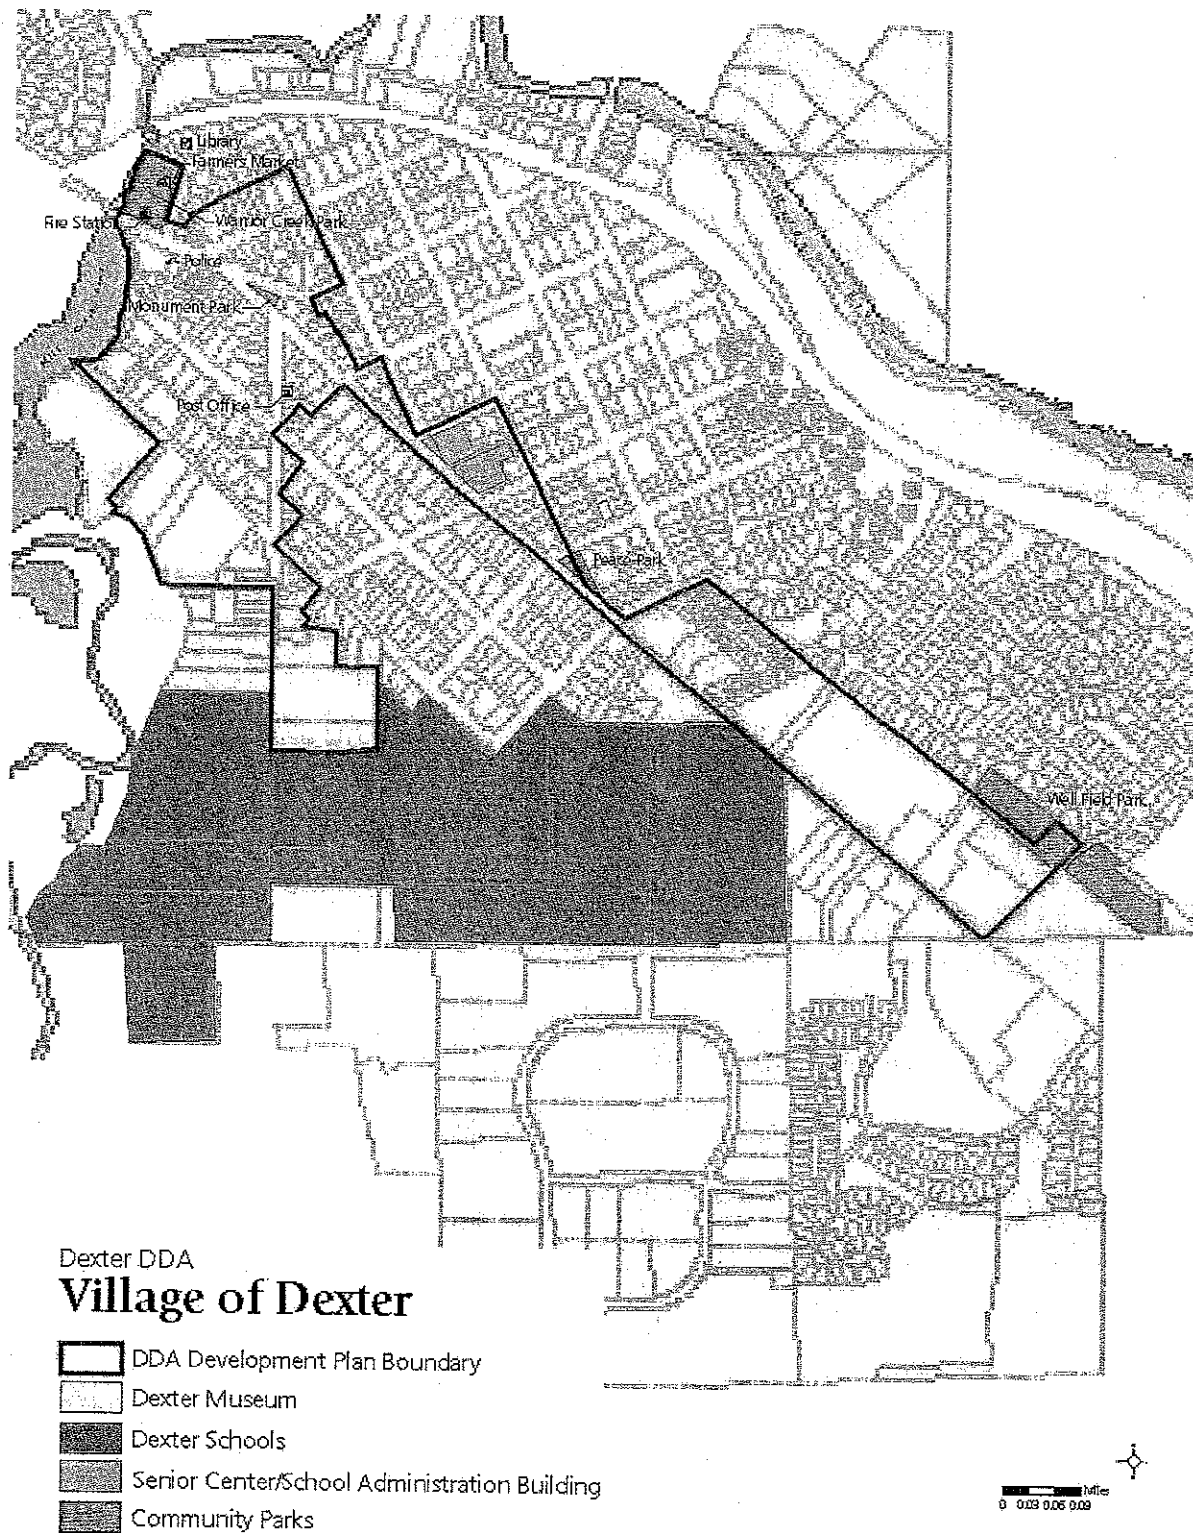 Library
Farmers Market
Fire Station
Warrior Creek Park
Police
Monument Park
Post Office
Peace Park
Well Field Park
Dexter DDA
Village of Dexter
DDA Development Plan Boundary
Dexter Museum
Dexter Schools
Senior Center/School Administration Building
Community Parks
Miles
0 0.03 0.06 0.09